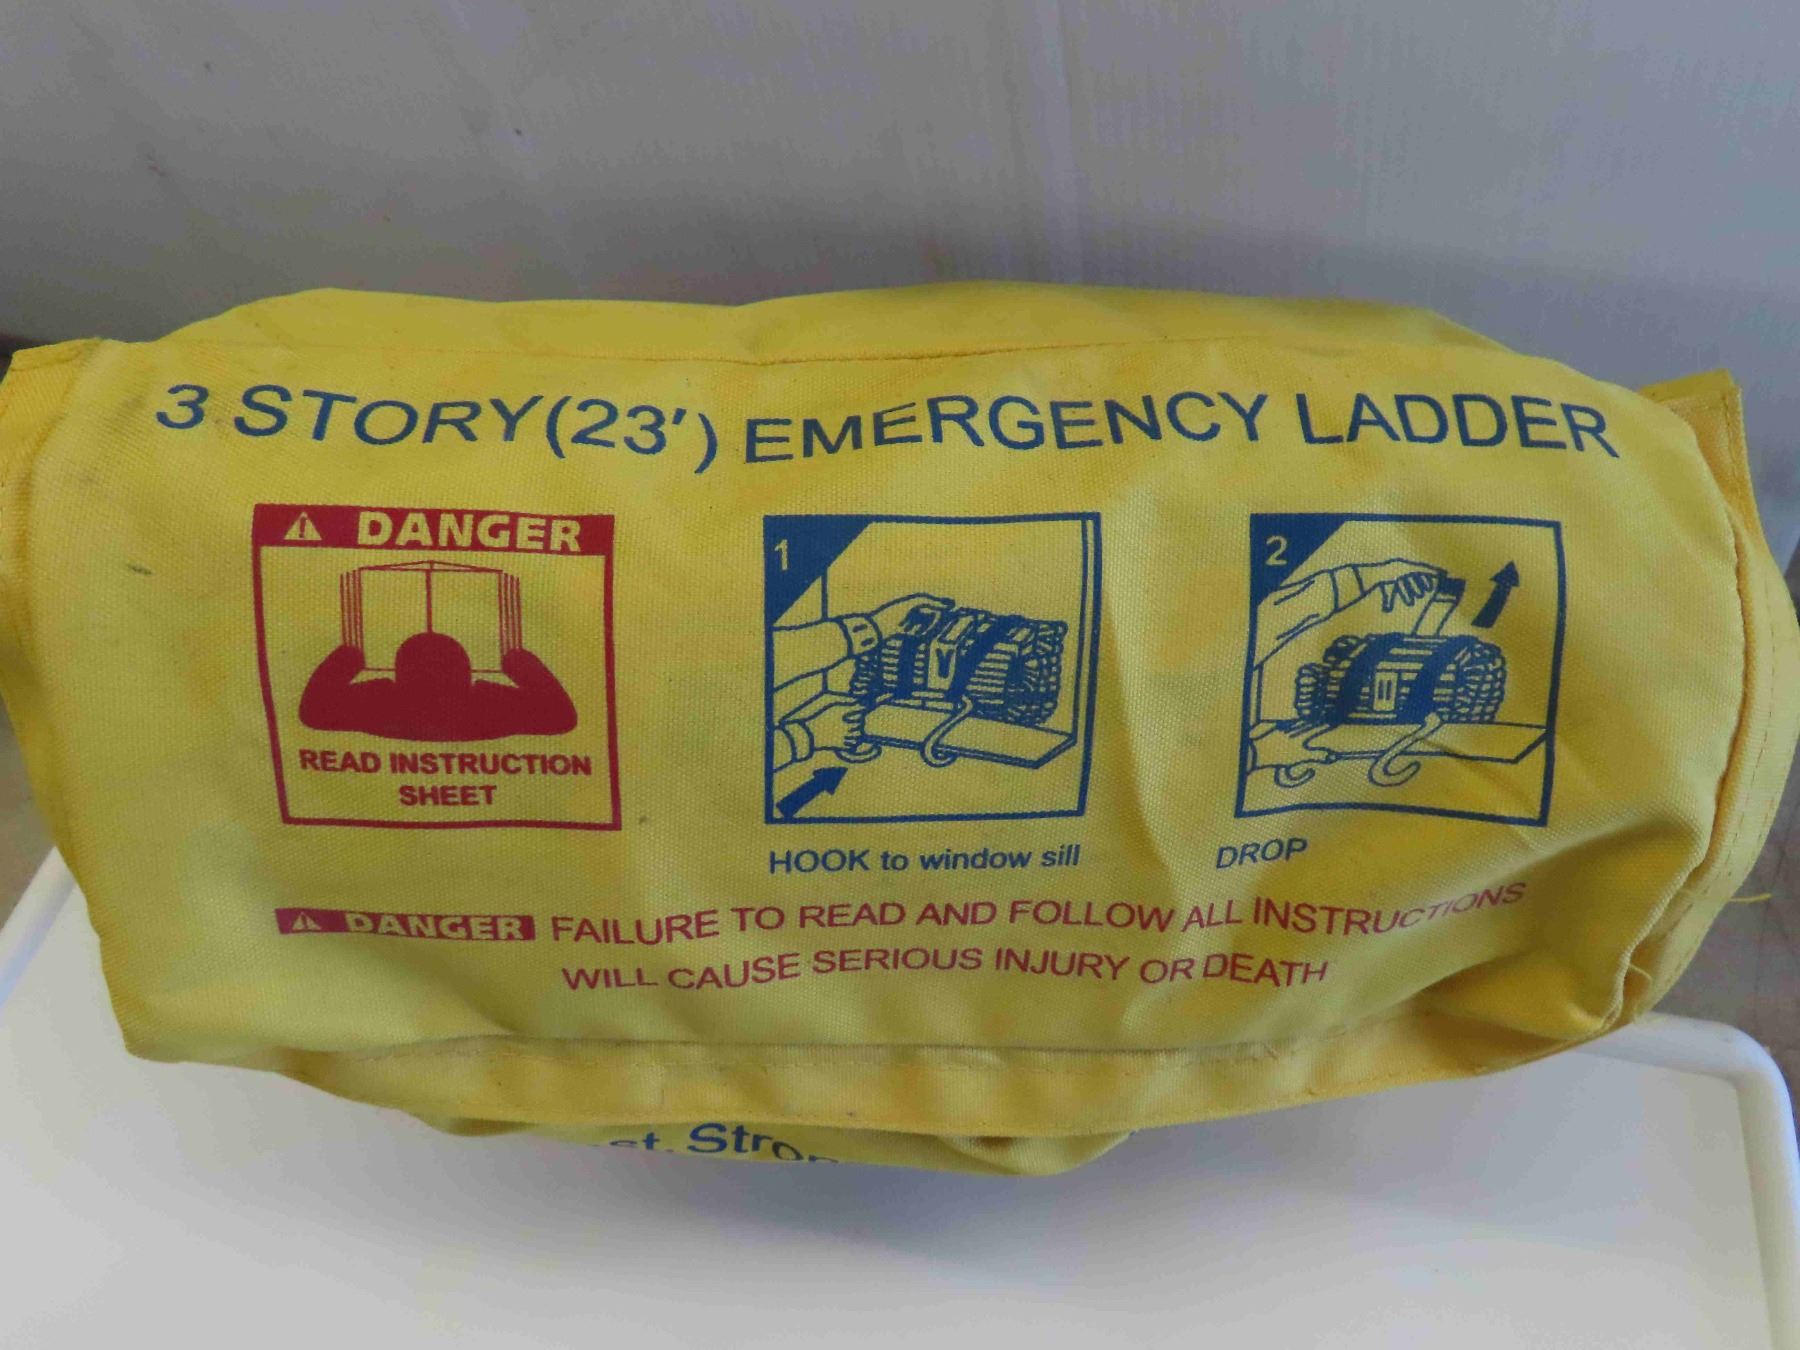 3 STORY (23') EMERGENCY LADDER
DANGER
READ INSTRUCTION
SHEET
1
HOOK to window sill
2
DROP
DANGER FAILURE TO READ AND FOLLOW ALL INSTRUCTIONS
WILL CAUSE SERIOUS INJURY OR DEATH